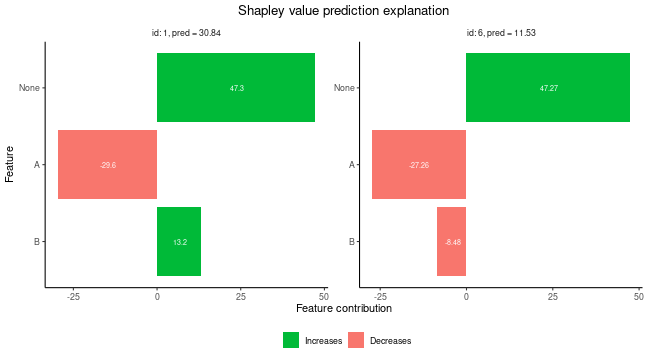 Shapley value prediction explanation
id: 1, pred = 30.84
id: 6, pred = 11.53
None
47.3
None
47.27
A
-29.6
A
-27.26
B
13.2
B
-8.48
Feature
-25
0
25
50
-25
0
25
50
Feature contribution
Increases
Decreases